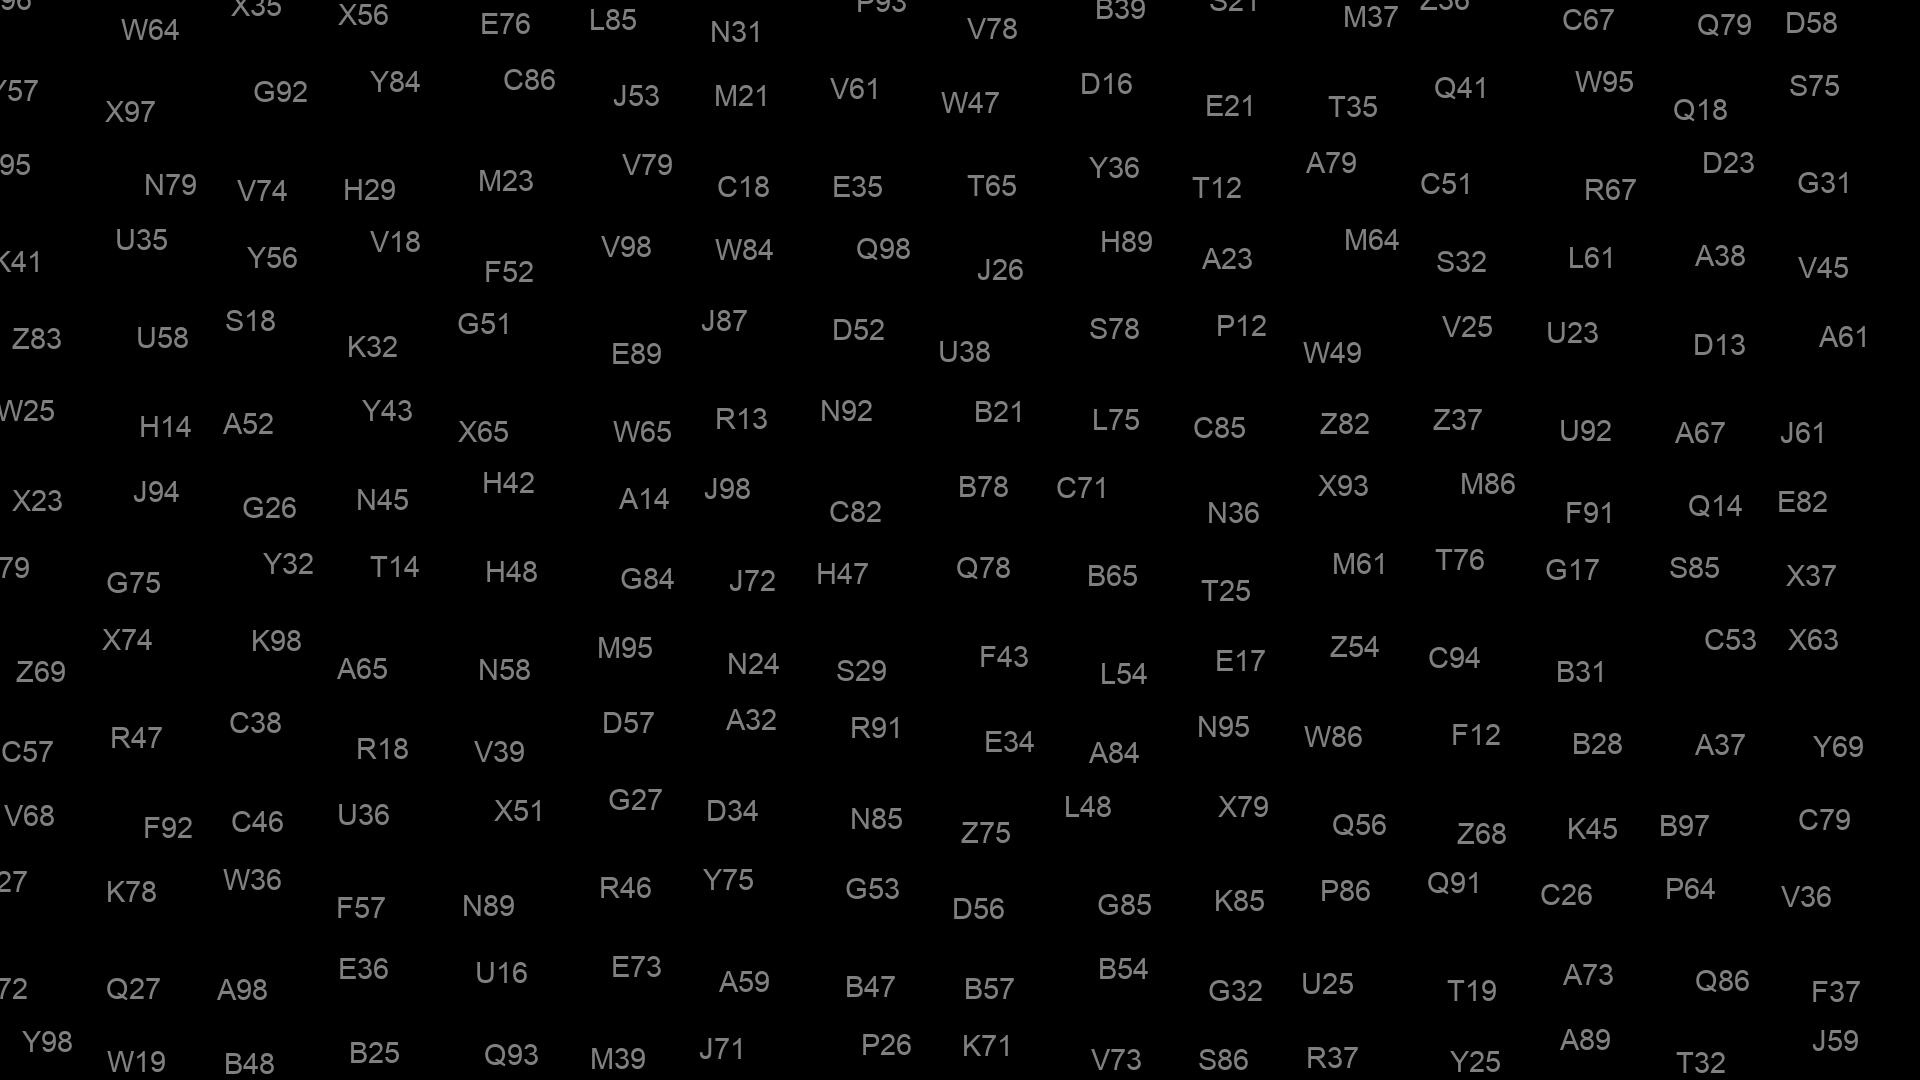 W64 X35 X56 E76 L85 N31 P93 V78 B39 S21 M37 Z36 C67 Q79 D58
Y57 X97 G92 Y84 C86 J53 M21 V61 W47 D16 E21 T35 Q41 W95 Q18 S75
95 N79 V74 H29 M23 V79 C18 E35 T65 Y36 T12 A79 C51 R67 D23 G31
K41 U35 Y56 V18 F52 V98 W84 Q98 J26 H89 A23 M64 S32 L61 A38 V45
Z83 U58 S18 K32 G51 E89 J87 D52 U38 S78 P12 W49 V25 U23 D13 A61
W25 H14 A52 Y43 X65 W65 R13 N92 B21 L75 C85 Z82 Z37 U92 A67 J61
X23 J94 G26 N45 H42 A14 J98 C82 B78 C71 N36 X93 M86 F91 Q14 E82
79 G75 Y32 T14 H48 G84 J72 H47 Q78 B65 T25 M61 T76 G17 S85 X37
Z69 X74 K98 A65 N58 M95 N24 S29 F43 L54 E17 Z54 C94 B31 C53 X63
C57 R47 C38 R18 V39 D57 A32 R91 E34 A84 N95 W86 F12 B28 A37 Y69
V68 F92 C46 U36 X51 G27 D34 N85 Z75 L48 X79 Q56 Z68 K45 B97 C79
27 K78 W36 F57 N89 R46 Y75 G53 D56 G85 K85 P86 Q91 C26 P64 V36
72 Q27 A98 E36 U16 E73 A59 B47 B57 B54 G32 U25 T19 A73 Q86 F37
Y98 W19 B48 B25 Q93 M39 J71 P26 K71 V73 S86 R37 Y25 A89 T32 J59